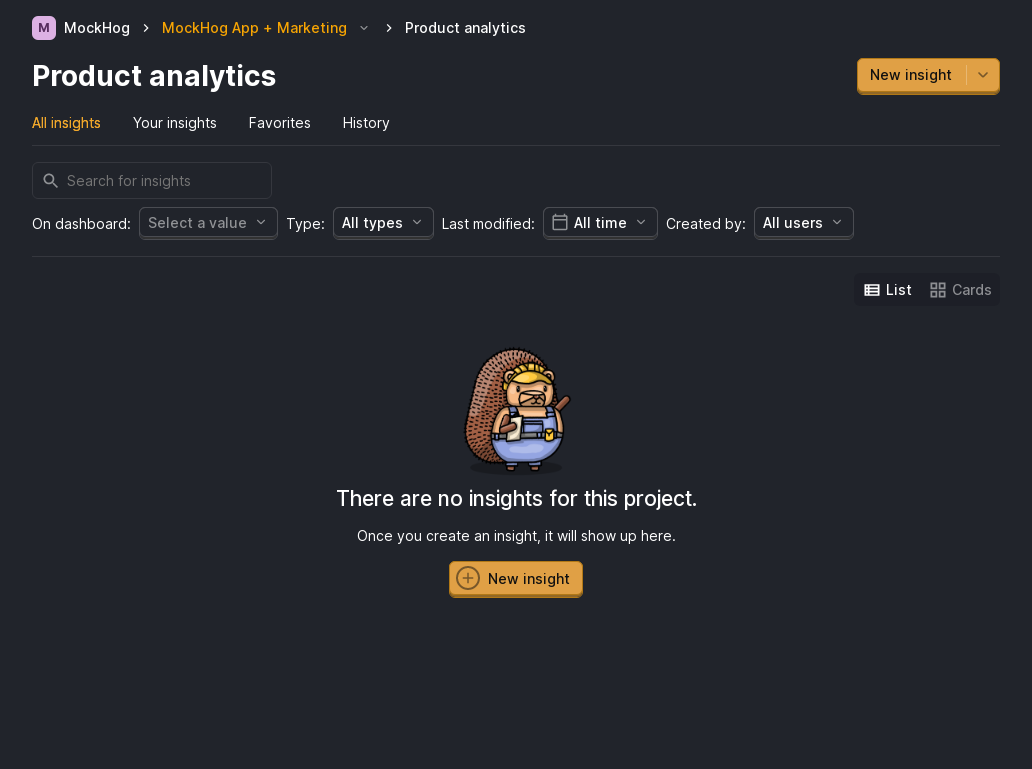 M MockHog MockHog App + Marketing Product analytics
Product analytics
New insight
All insights Your insights Favorites History
Search for insights
On dashboard: Select a value Type: All types Last modified: All time Created by: All users
List Cards
There are no insights for this project.
Once you create an insight, it will show up here.
New insight